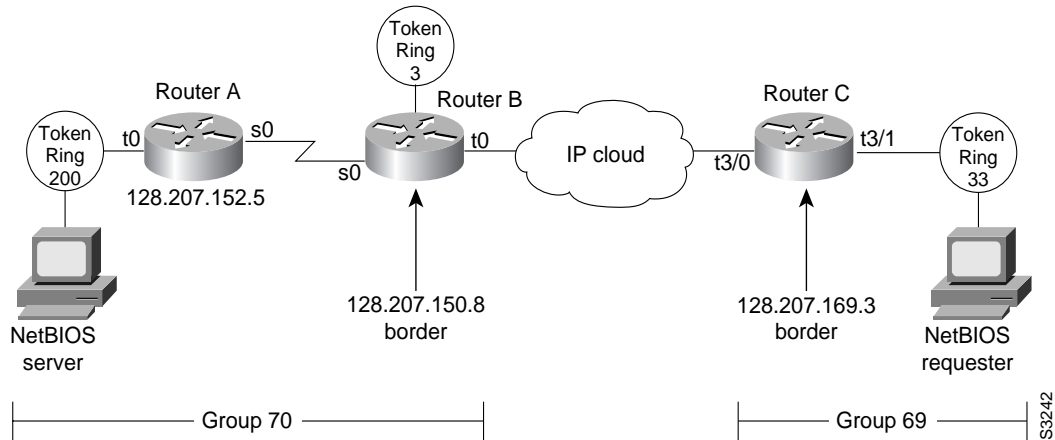 Token
Ring
3
Router A
Router B
Router C
Token
Ring
200
t0
s0
s0
t0
IP cloud
t3/0
t3/1
Token
Ring
33
128.207.152.5
128.207.150.8
border
128.207.169.3
border
NetBIOS
server
NetBIOS
requester
Group 70
Group 69
S3242